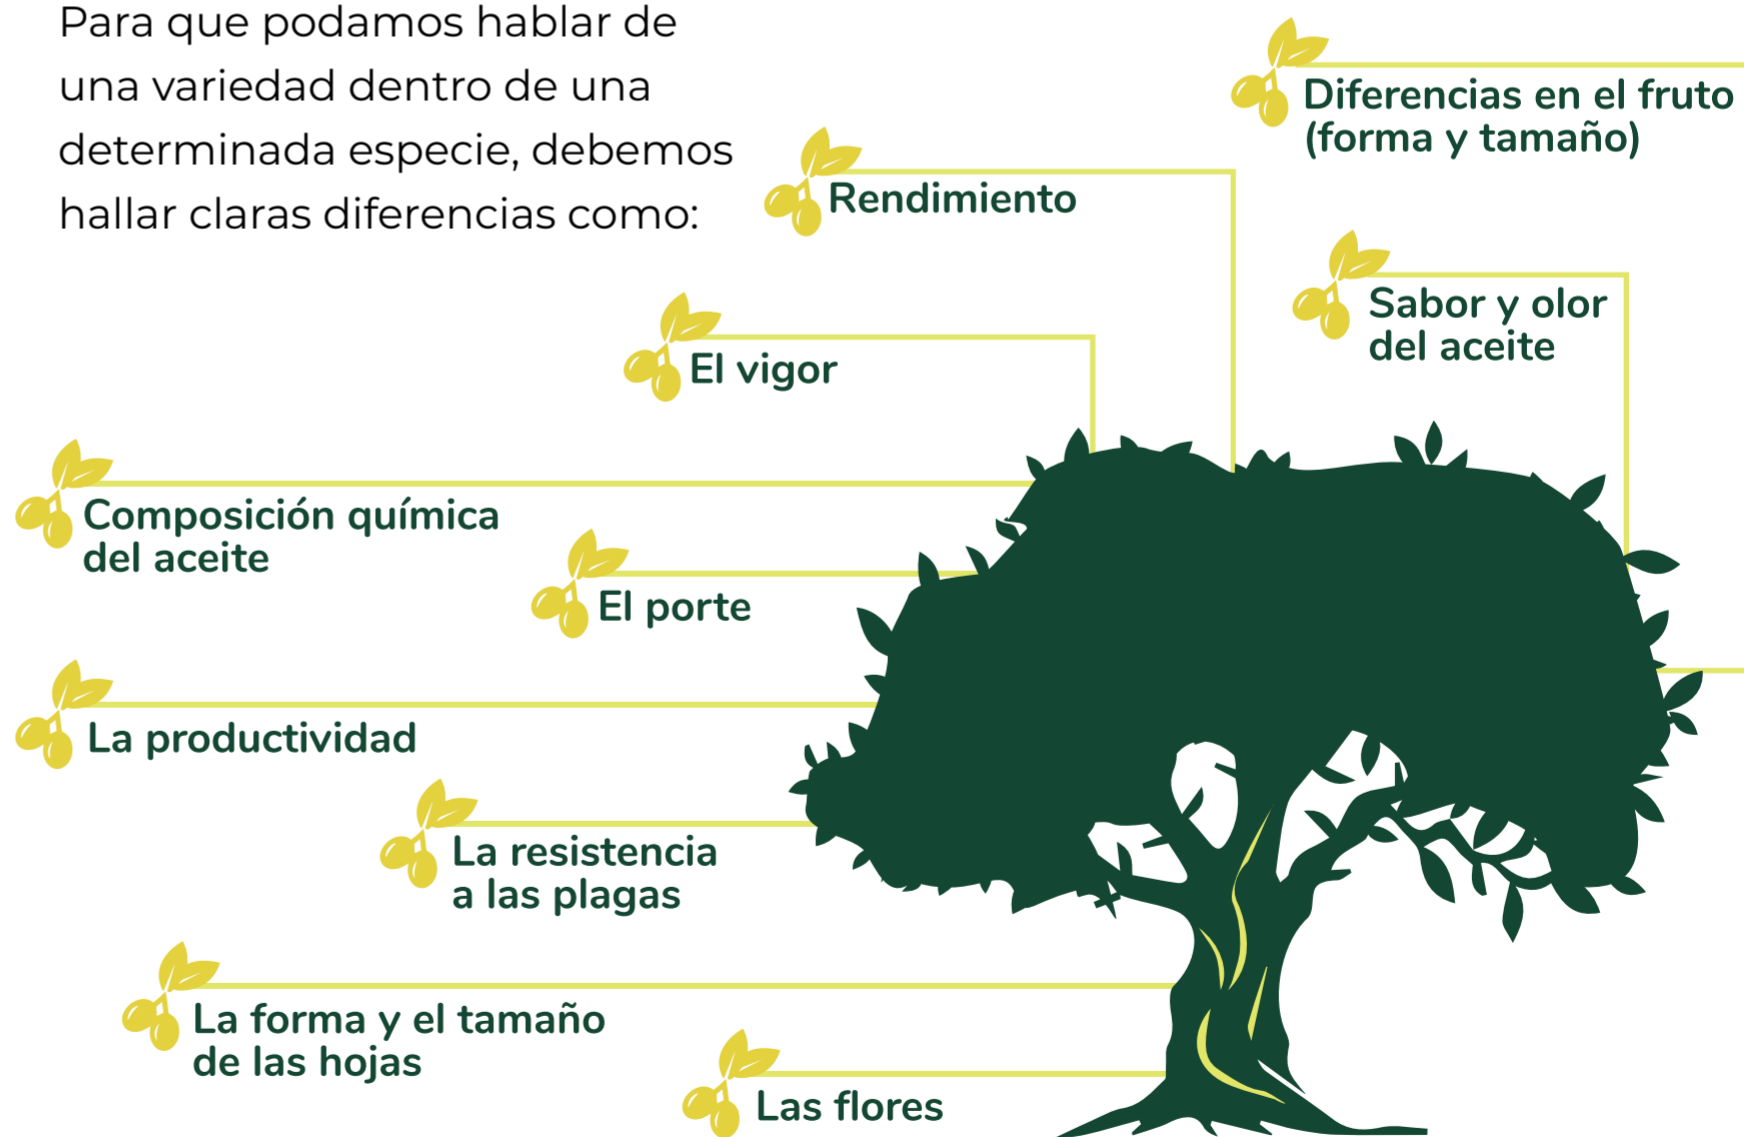 Para que podamos hablar de
una variedad dentro de una
determinada especie, debemos
hallar claras diferencias como:
Diferencias en el fruto
(forma y tamaño)
Rendimiento
Sabor y olor
del aceite
El vigor
Composición química
del aceite
El porte
La productividad
La resistencia
a las plagas
La forma y el tamaño
de las hojas
Las flores